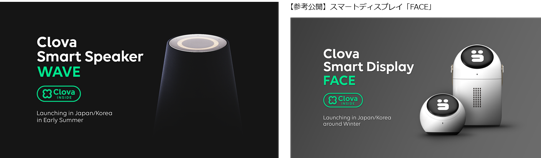 Clova
Smart Speaker
WAVE
Clova
INSIDE
Launching in Japan/Korea
in Early Summer
【参考公開】スマートディスプレイ「FACE」
Clova
Smart Display
FACE
Clova
INSIDE
Launching in Japan/Korea
around Winter